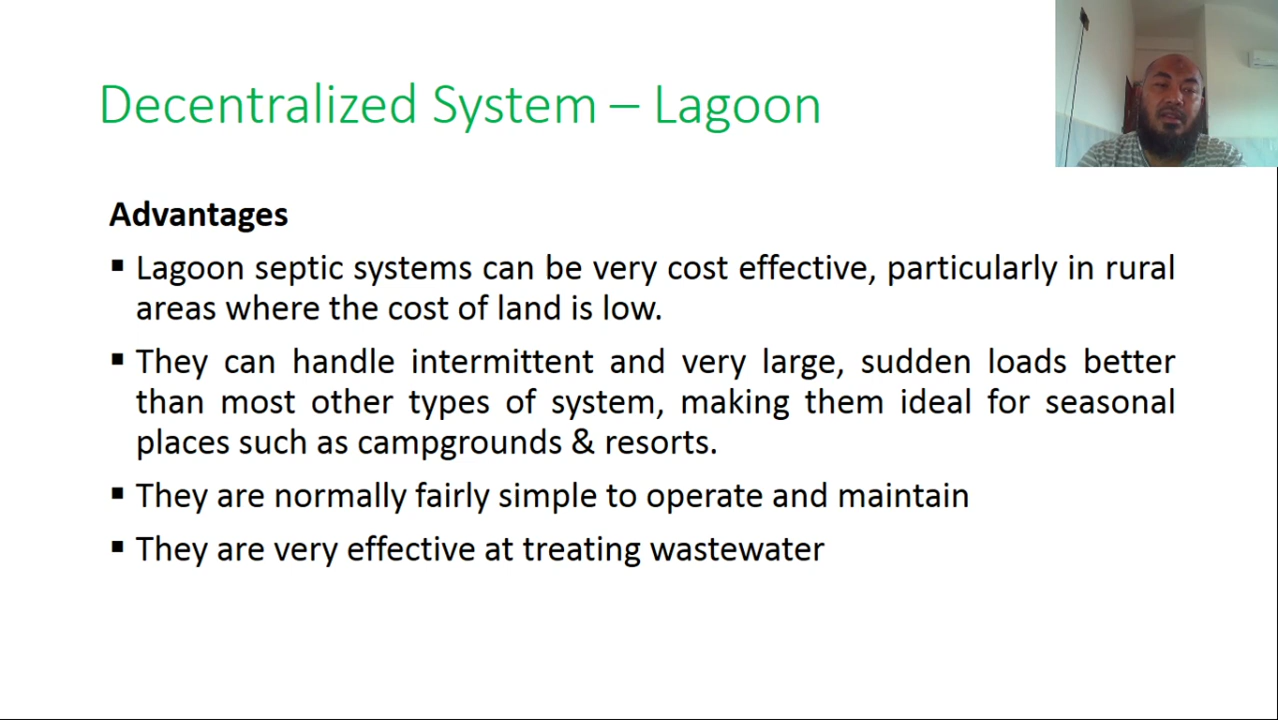 Decentralized System – Lagoon
Advantages
▪ Lagoon septic systems can be very cost effective, particularly in rural
areas where the cost of land is low.
▪ They can handle intermittent and very large, sudden loads better
than most other types of system, making them ideal for seasonal
places such as campgrounds & resorts.
▪ They are normally fairly simple to operate and maintain
▪ They are very effective at treating wastewater